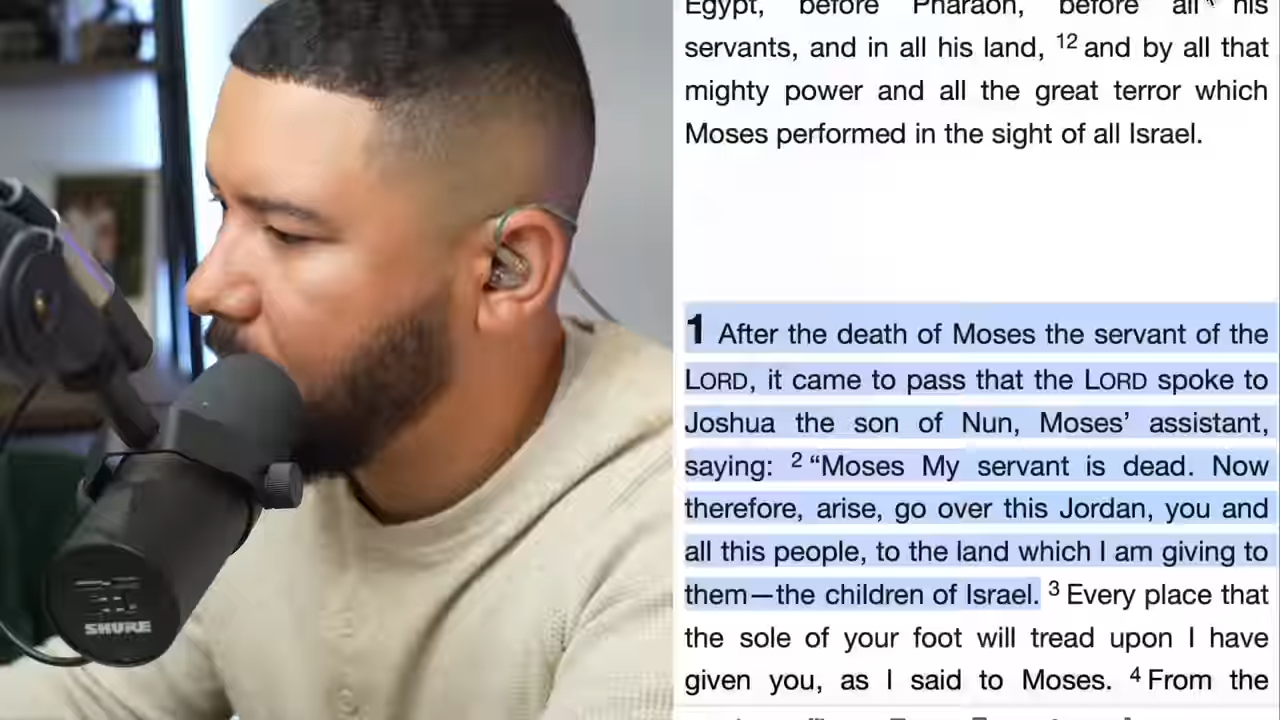 Egypt, before Pharaoh, before all his
servants, and in all his land, 12 and by all that
mighty power and all the great terror which
Moses performed in the sight of all Israel.
1 After the death of Moses the servant of the
LORD, it came to pass that the LORD spoke to
Joshua the son of Nun, Moses’ assistant,
saying: 2 “Moses My servant is dead. Now
therefore, arise, go over this Jordan, you and
all this people, to the land which I am giving to
them—the children of Israel. 3 Every place that
the sole of your foot will tread upon I have
given you, as I said to Moses. 4 From the
SHURE